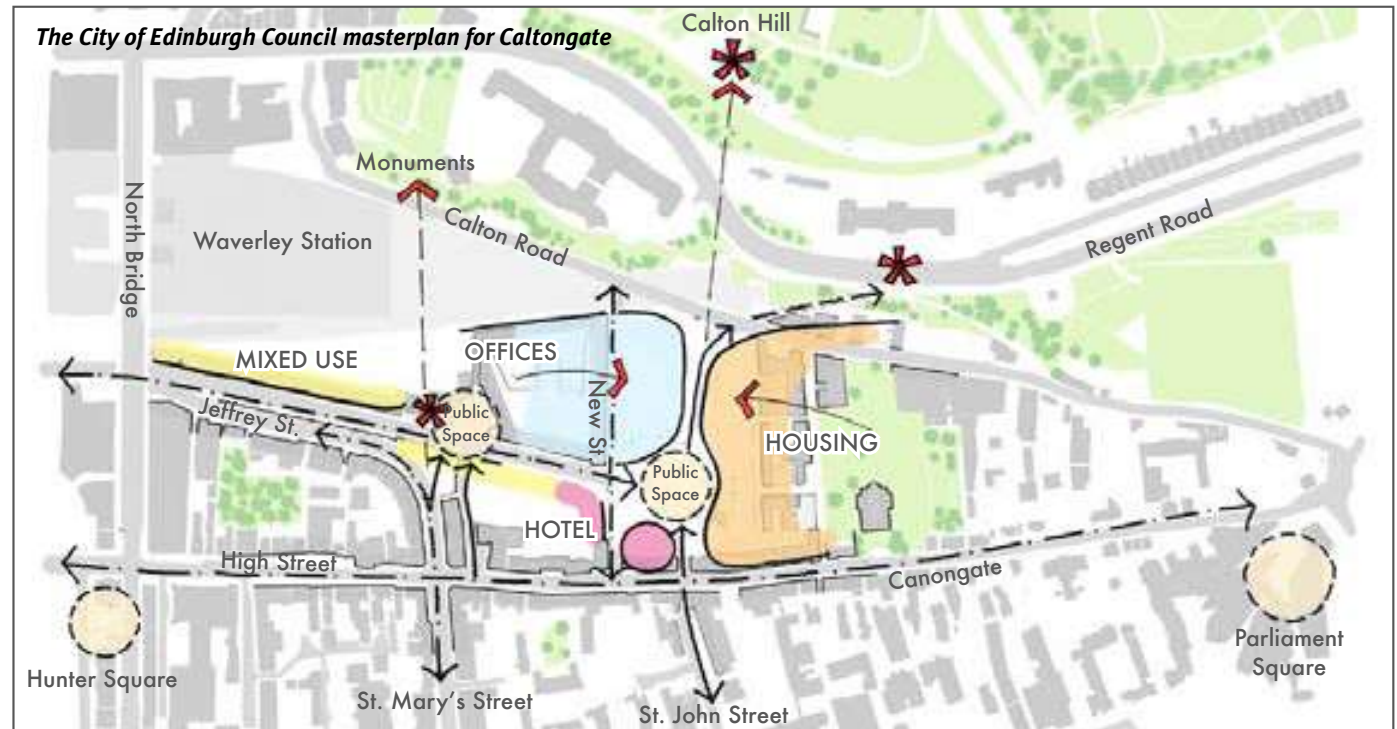 The City of Edinburgh Council masterplan for Caltongate
Calton Hill
Monuments
North Bridge
Waverley Station
Calton Road
Regent Road
MIXED USE
OFFICES
Jeffrey St.
Public
Space
New St.
HOUSING
Public
Space
HOTEL
High Street
Canongate
Hunter Square
St. Mary's Street
St. John Street
Parliament
Square